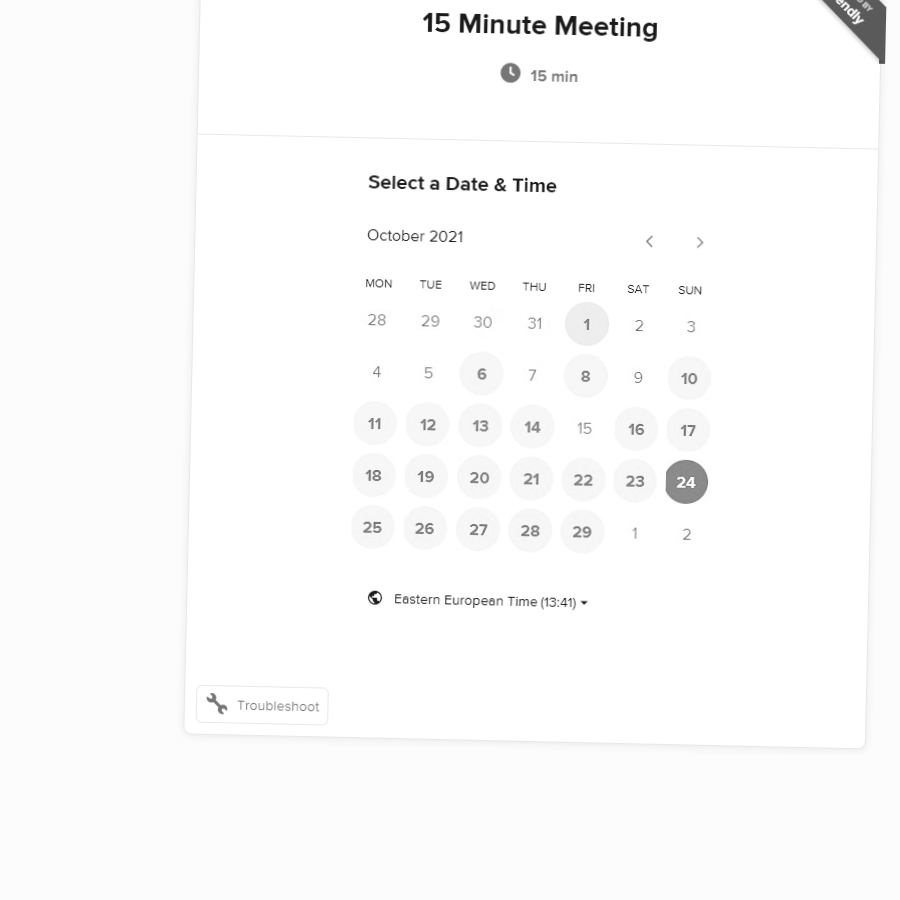 15 Minute Meeting
BY
endly
15 min
Select a Date & Time
October 2021
MON TUE WED THU FRI SAT SUN
28 29 30 31 1 2 3
4 5 6 7 8 9 10
11 12 13 14 15 16 17
18 19 20 21 22 23 24
25 26 27 28 29 1 2
Eastern European Time (13:41)
Troubleshoot